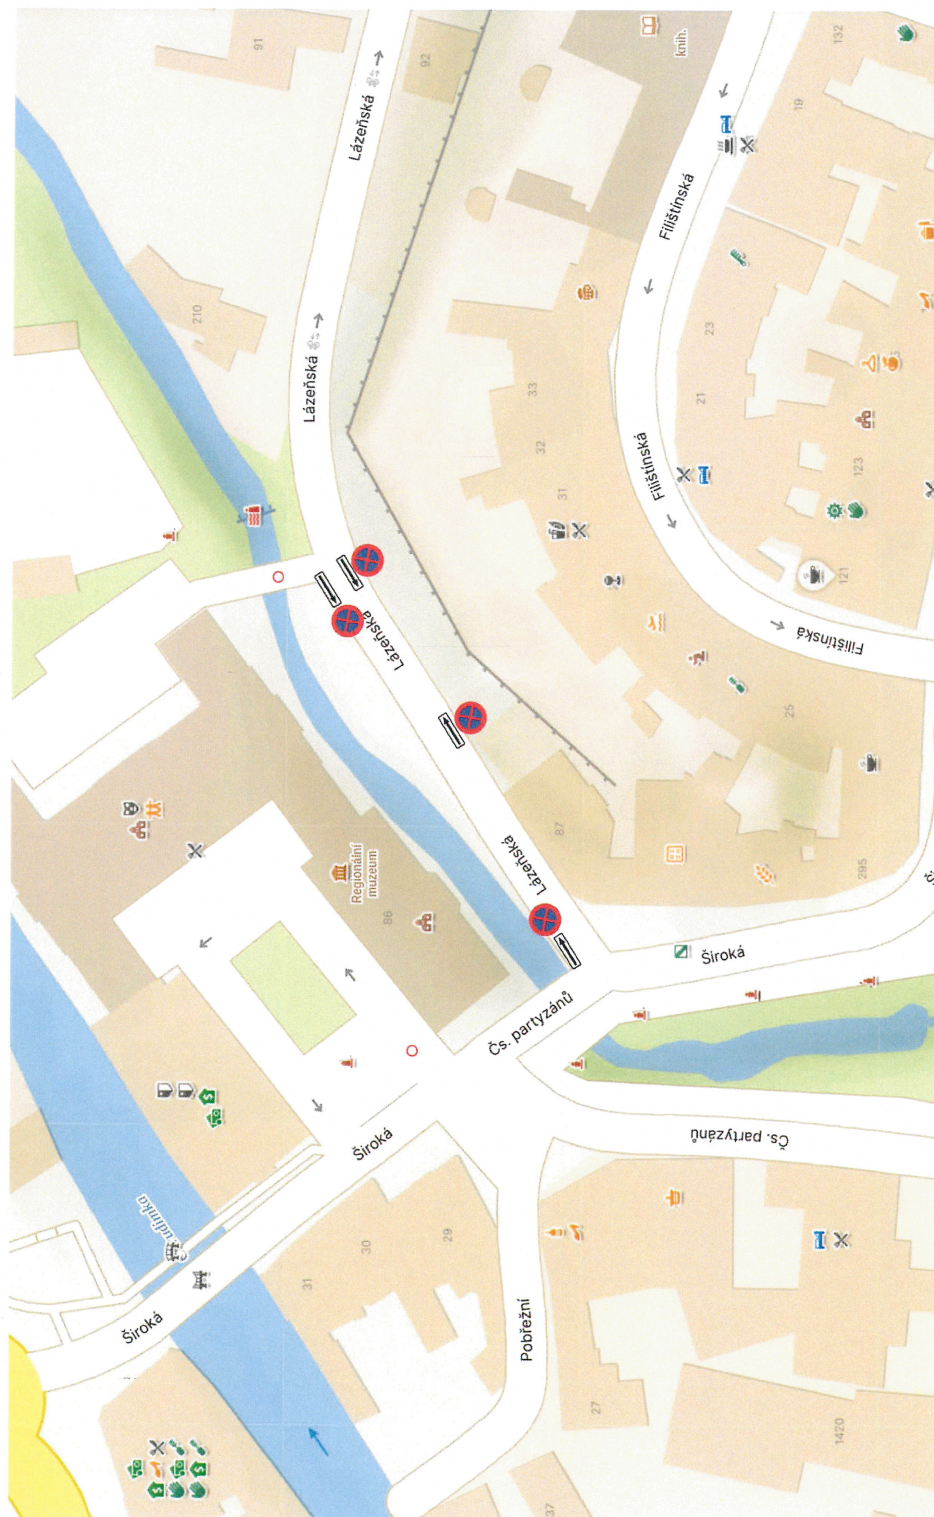 91
92
Lázeňská
knih.
132
19
Filištínská
210
Lázeňská
23
21
33
32
31
Filištínská
123
121
Lázeňská
Filištínská
25
87
295
Regionální
muzeum
86
Lázeňská
Široká
Čs. partyzánů
Široká
Čs. partyzánů
29
30
31
Široká
Pobřežní
27
1420
37